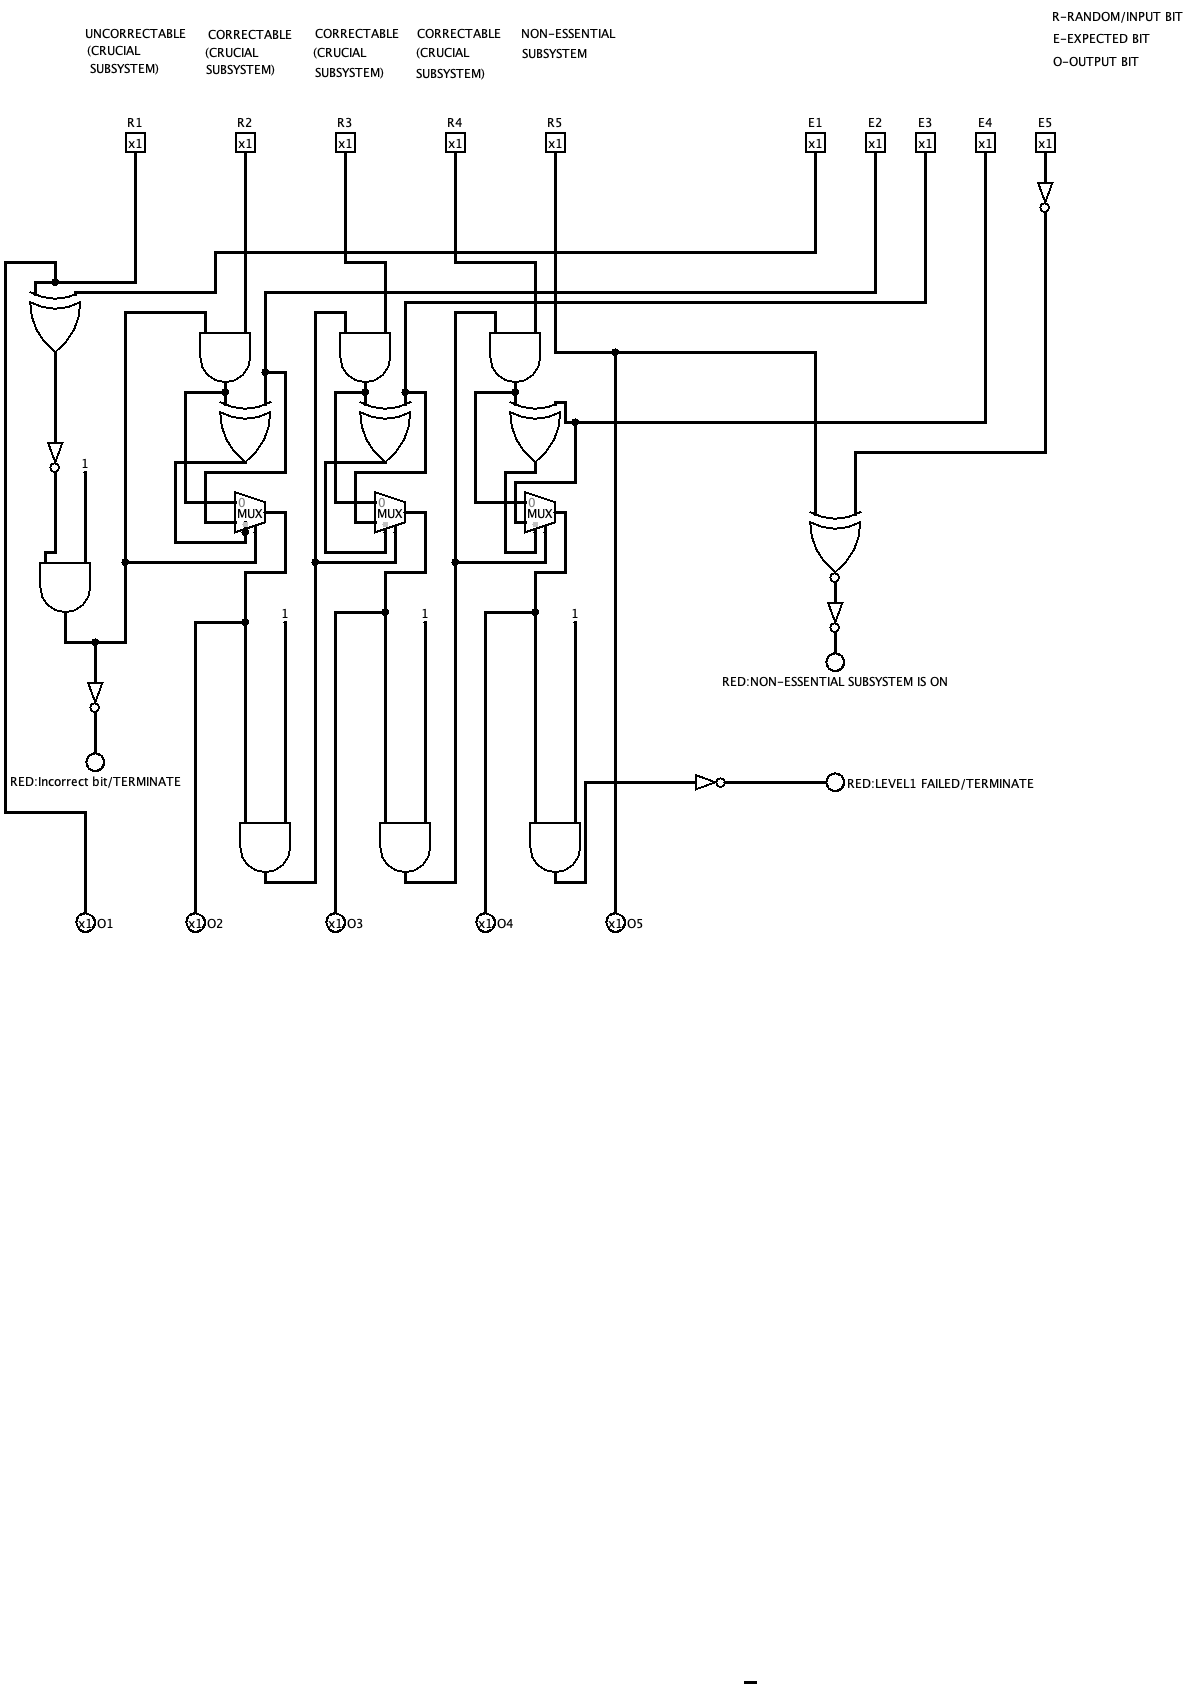 R-RANDOM/INPUT BIT
E-EXPECTED BIT
O-OUTPUT BIT
UNCORRECTABLE
(CRUCIAL
SUBSYSTEM)
CORRECTABLE
(CRUCIAL
SUBSYSTEM)
CORRECTABLE
(CRUCIAL
SUBSYSTEM)
CORRECTABLE
(CRUCIAL
SUBSYSTEM)
NON-ESSENTIAL
SUBSYSTEM
R1
R2
R3
R4
R5
E1
E2
E3
E4
E5
x1
x1
x1
x1
x1
x1
x1
x1
x1
x1
1
0
MUX
0
MUX
0
MUX
1
1
1
RED:NON-ESSENTIAL SUBSYSTEM IS ON
RED:Incorrect bit/TERMINATE
RED:LEVEL1 FAILED/TERMINATE
x1 O1
x1 O2
x1 O3
x1 O4
x1 O5